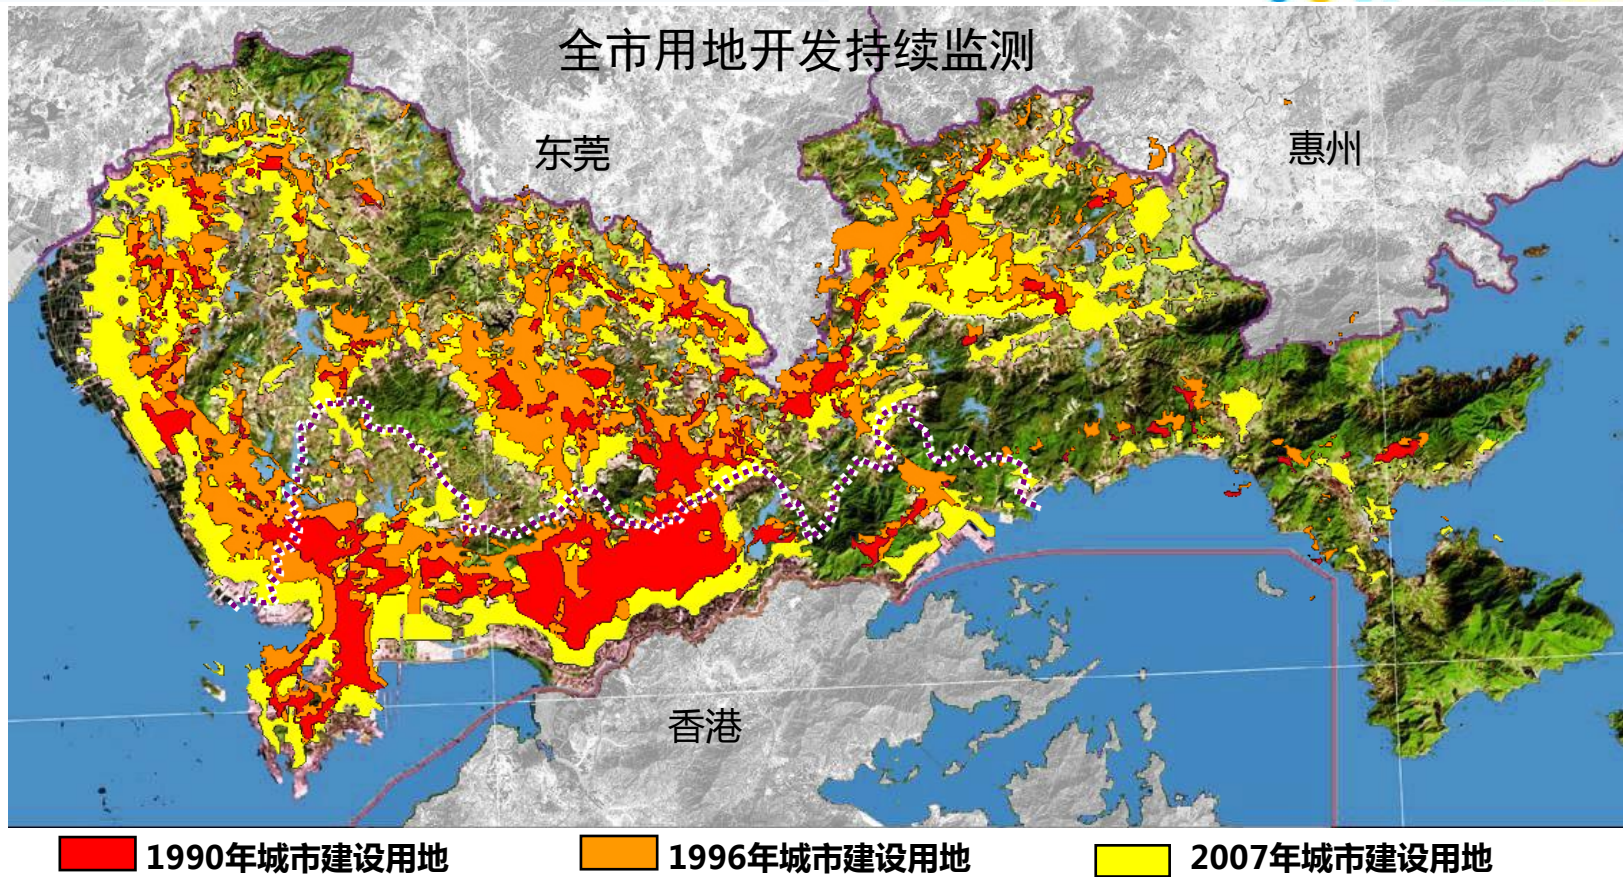 全市用地开发持续监测
东莞
惠州
香港
1990年城市建设用地
1996年城市建设用地
2007年城市建设用地